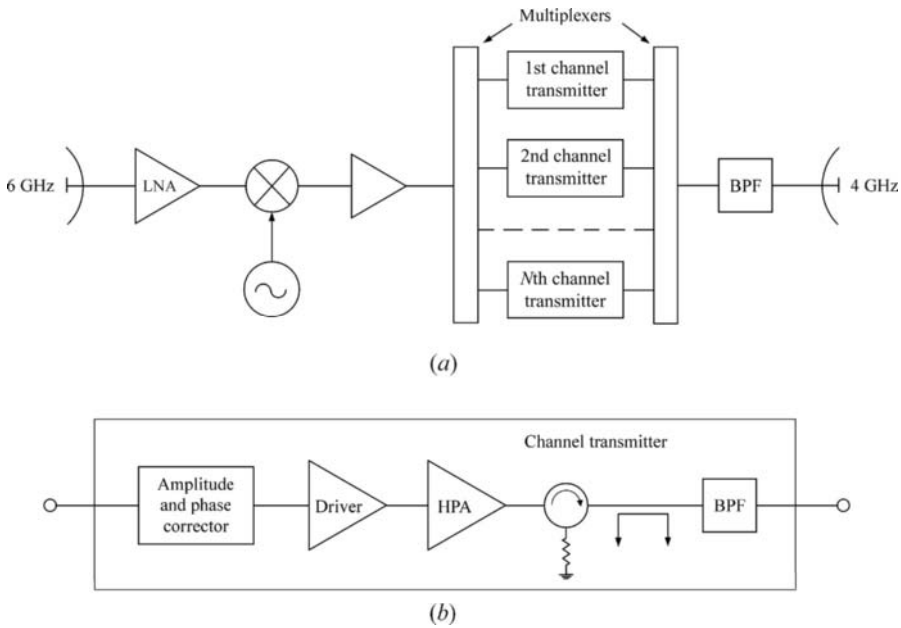 Multiplexers
1st channel
transmitter
2nd channel
transmitter
6 GHz
LNA
BPF
4 GHz
Nth channel
transmitter
(a)
Channel transmitter
Amplitude
and phase
corrector
Driver
HPA
BPF
(b)